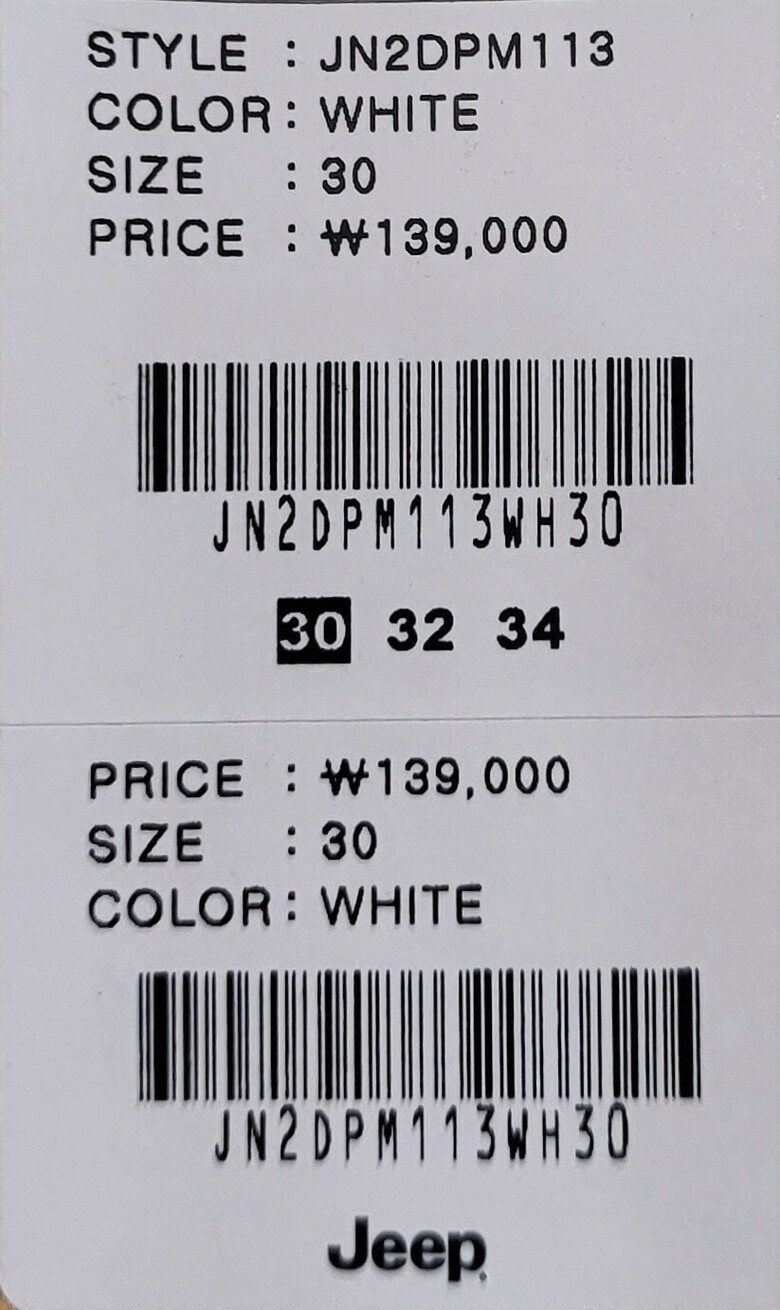 STYLE : JN2DPM113
COLOR: WHITE
SIZE : 30
PRICE : ₩139,000
JN2DPM113WH30
30 32 34
PRICE : ₩139,000
SIZE : 30
COLOR: WHITE
JN2DPM113WH30
Jeep